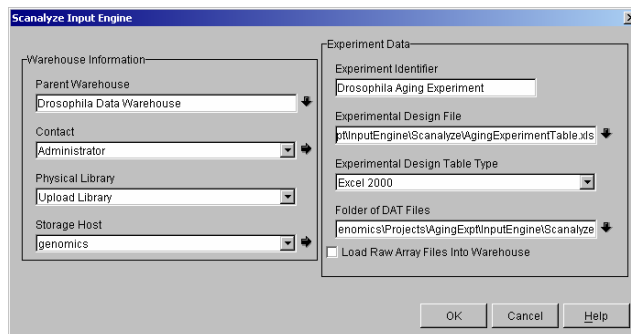 Scanalyze Input Engine
Warehouse Information
Parent Warehouse
Drosophila Data Warehouse
Contact
Administrator
Physical Library
Upload Library
Storage Host
genomics
Experiment Data
Experiment Identifier
Drosophila Aging Experiment
Experimental Design File
pt\InputEngine\Scanalyze\AgingExperimentTable.xls
Experimental Design Table Type
Excel 2000
Folder of DAT Files
enomics\Projects\AgingExpt\InputEngine\Scanalyze
Load Raw Array Files Into Warehouse
OK Cancel Help